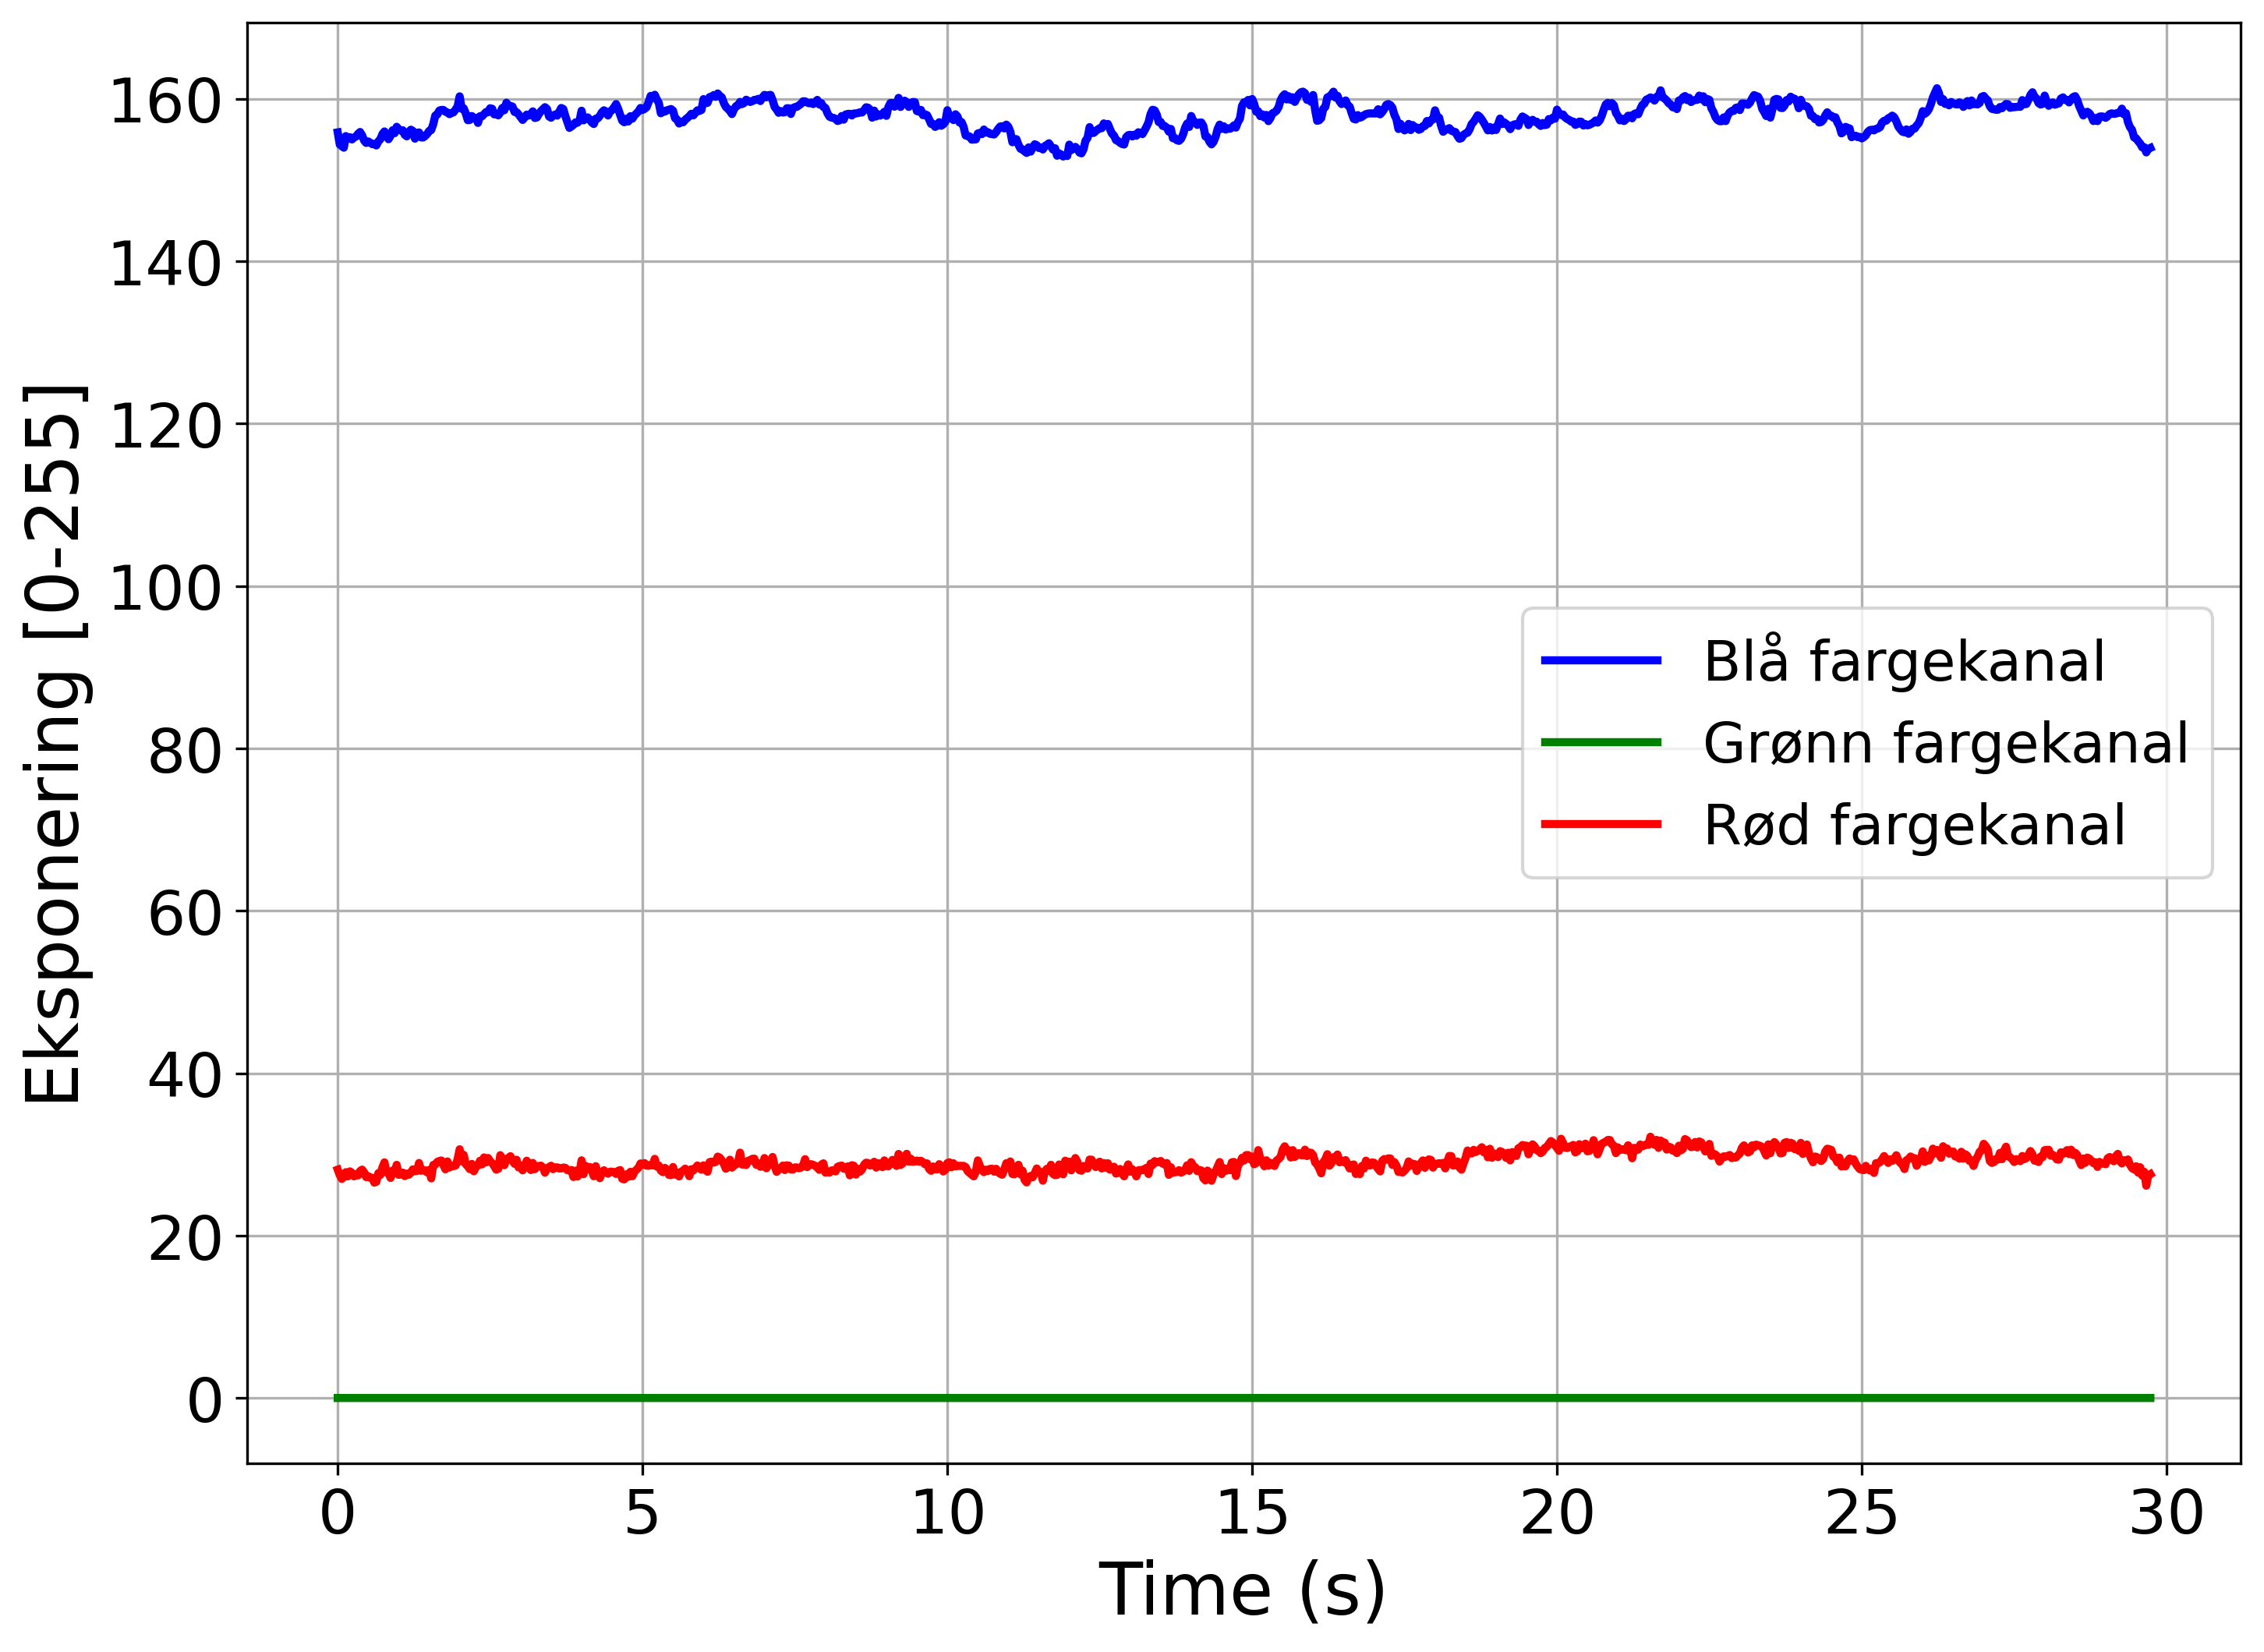 Eksponering [0-255]
160
140
120
100
80
60
40
20
0
Blå fargekanal
Grønn fargekanal
Rød fargekanal
0 5 10 15 20 25 30
Time (s)